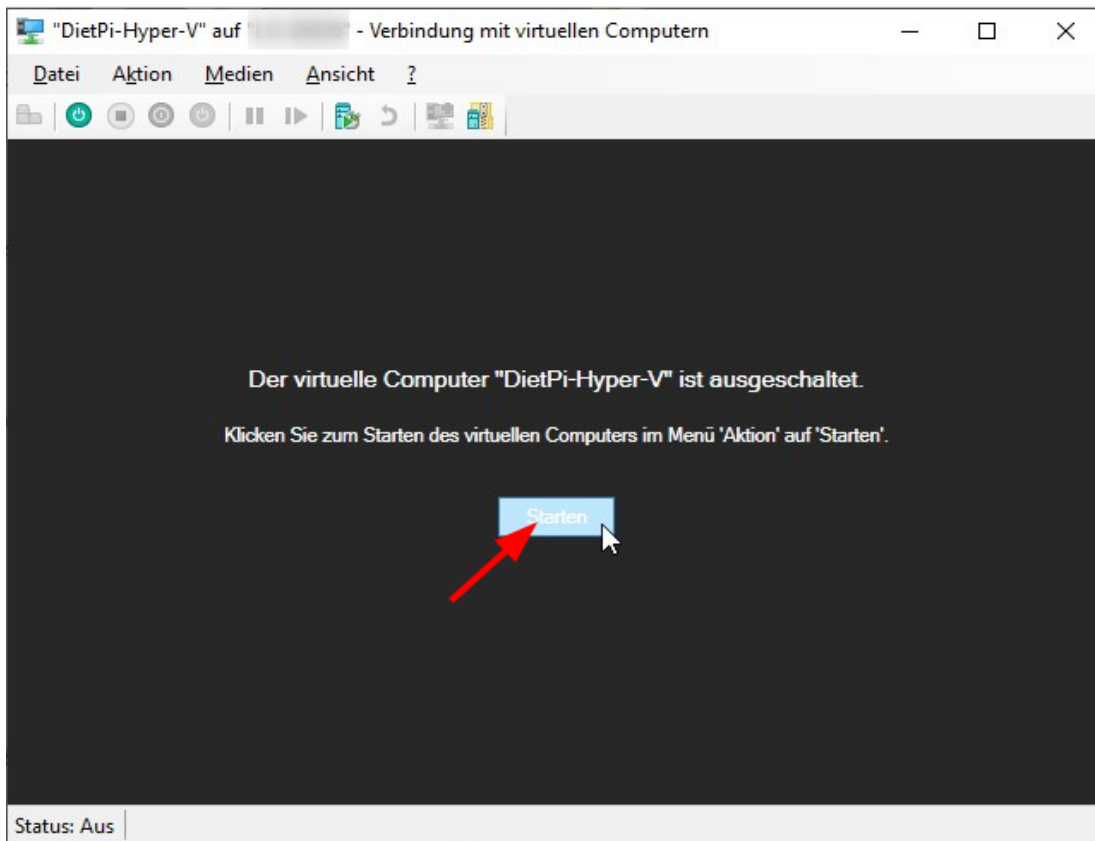 "DietPi-Hyper-V" auf " " - Verbindung mit virtuellen Computern
Datei Aktion Medien Ansicht ?
Der virtuelle Computer "DietPi-Hyper-V" ist ausgeschaltet.
Klicken Sie zum Starten des virtuellen Computers im Menü 'Aktion' auf 'Starten'.
Starten
Status: Aus